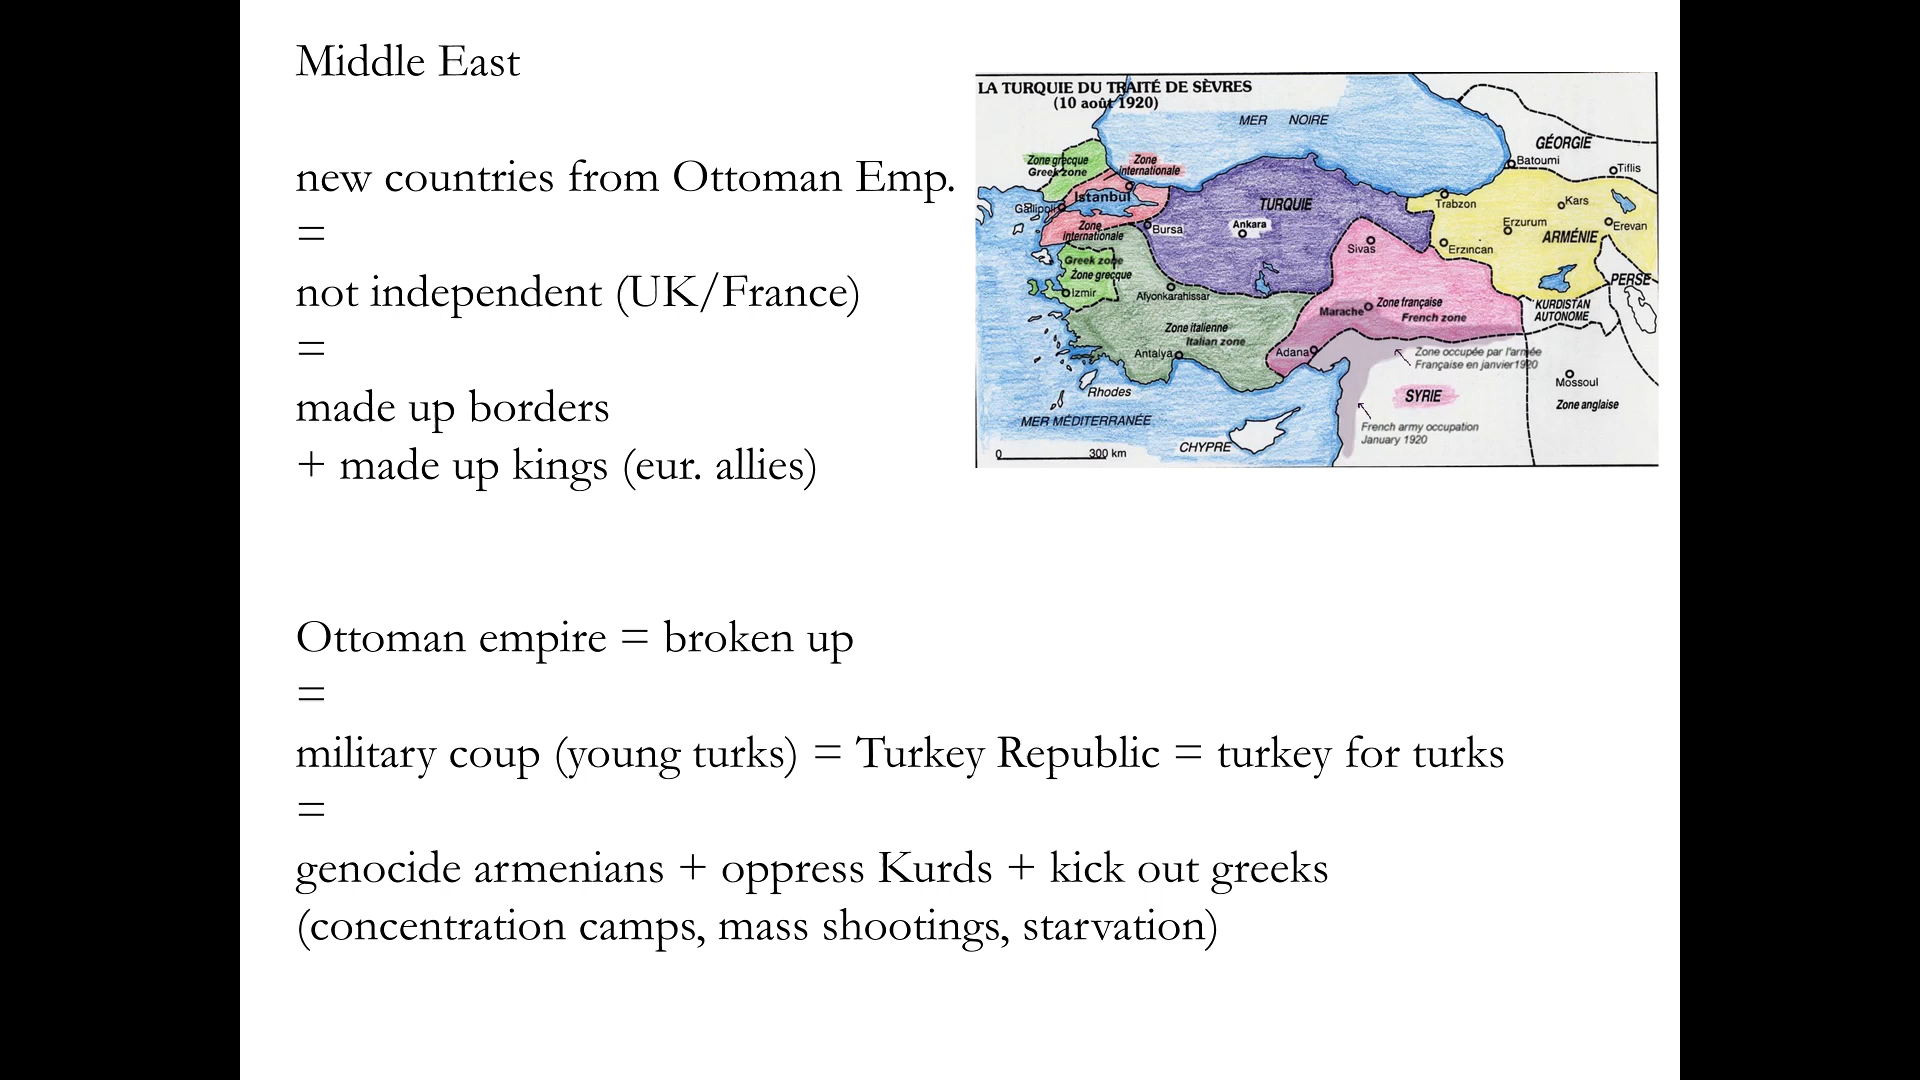 Middle East
new countries from Ottoman Emp.
=
not independent (UK/France)
=
made up borders
+ made up kings (eur. allies)
LA TURQUIE DU TRAITÉ DE SÈVRES
(10 août 1920)
MER NOIRE
GÉORGIE
Batoumi
Tiflis
Zone grecque
Greek zone
Zone
internationale
Istanbul
Gallipoli
Zone
internationale
Bursa
TURQUIE
Ankara
Trabzon
Kars
Erzurum
Erevan
ARMÉNIE
Erzincan
Sivas
Greek zone
Zone grecque
Izmir
Afyonkarahissar
PERSE
KURDISTAN
AUTONOME
Zone française
French zone
Marache
Zone italienne
Italian zone
Antalya
Adana
Zone occupée par l'armée
Française en janvier1920
Mossoul
Zone anglaise
SYRIE
Rhodes
MER MÉDITERRANÉE
French army occupation
January 1920
CHYPRE
0 300 km
Ottoman empire = broken up
=
military coup (young turks) = Turkey Republic = turkey for turks
=
genocide armenians + oppress Kurds + kick out greeks
(concentration camps, mass shootings, starvation)